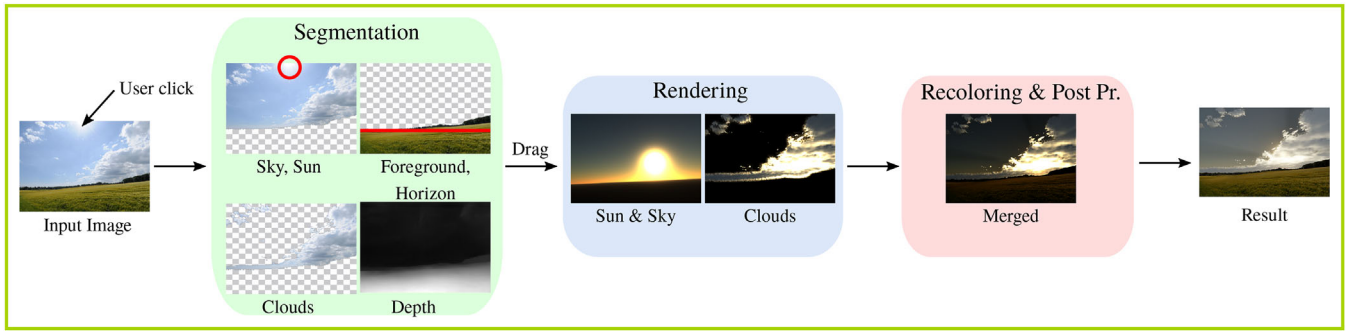 User click
Input Image
Segmentation
Sky, Sun
Foreground,
Horizon
Clouds
Depth
Drag
Rendering
Sun & Sky
Clouds
Recoloring & Post Pr.
Merged
Result